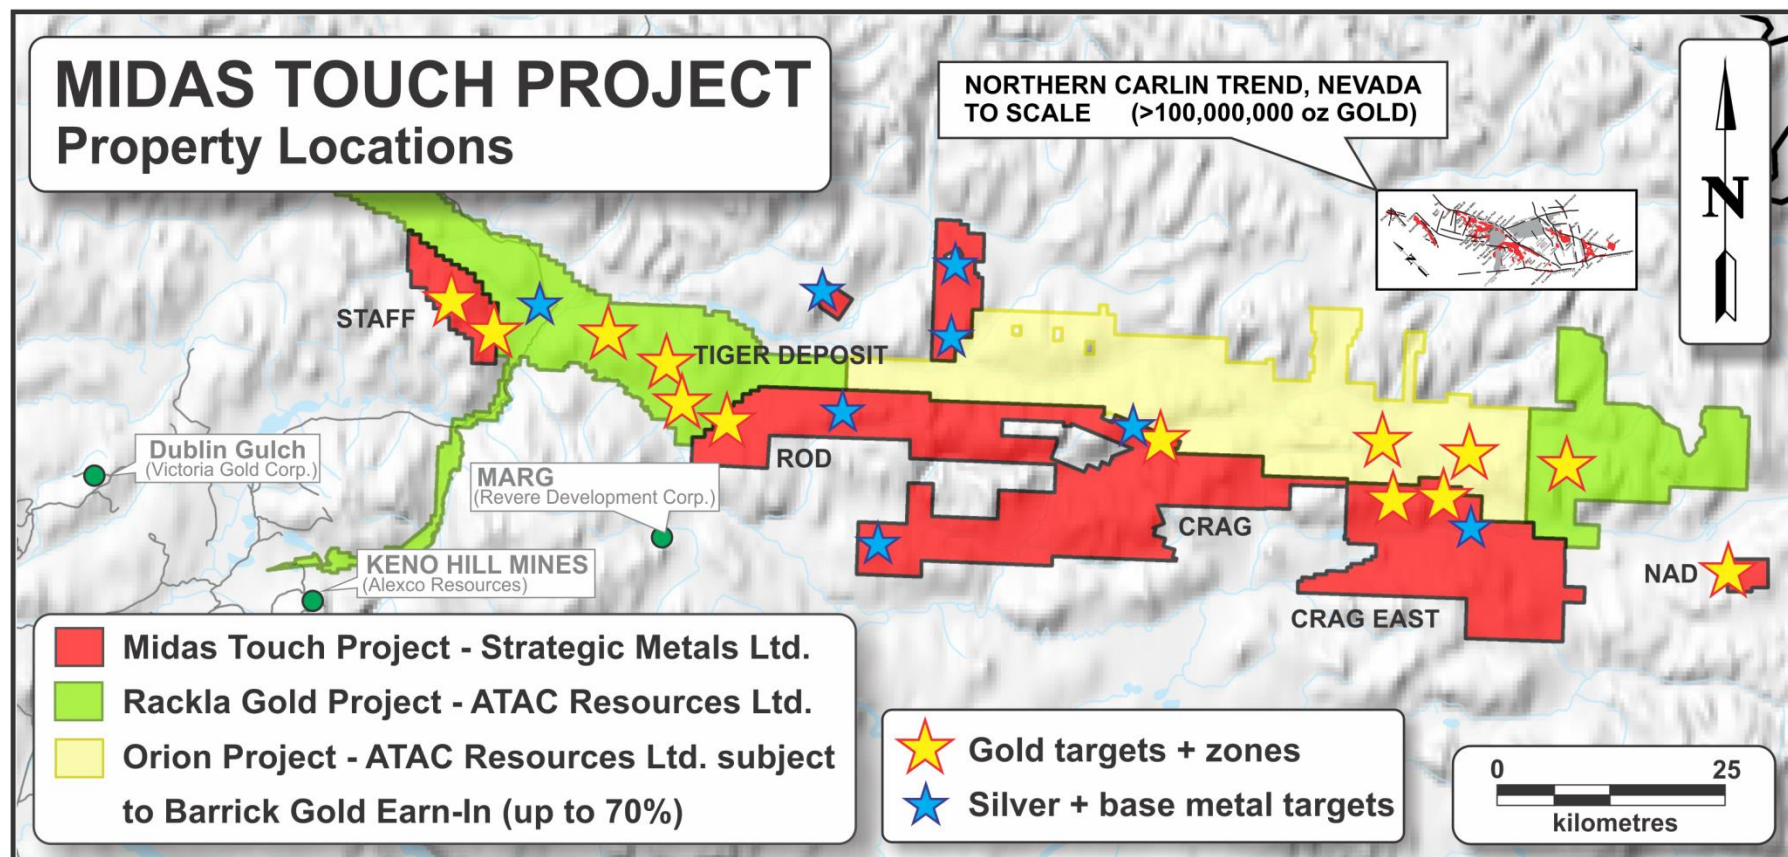 MIDAS TOUCH PROJECT
Property Locations
NORTHERN CARLIN TREND, NEVADA
TO SCALE (>100,000,000 oz GOLD)
N
STAFF
TIGER DEPOSIT
ROD
Dublin Gulch
(Victoria Gold Corp.)
MARG
(Revere Development Corp.)
CRAG
KENO HILL MINES
(Alexco Resources)
NAD
CRAG EAST
Midas Touch Project - Strategic Metals Ltd.
Rackla Gold Project - ATAC Resources Ltd.
Orion Project - ATAC Resources Ltd. subject
to Barrick Gold Earn-In (up to 70%)
Gold targets + zones
Silver + base metal targets
0 25
kilometres